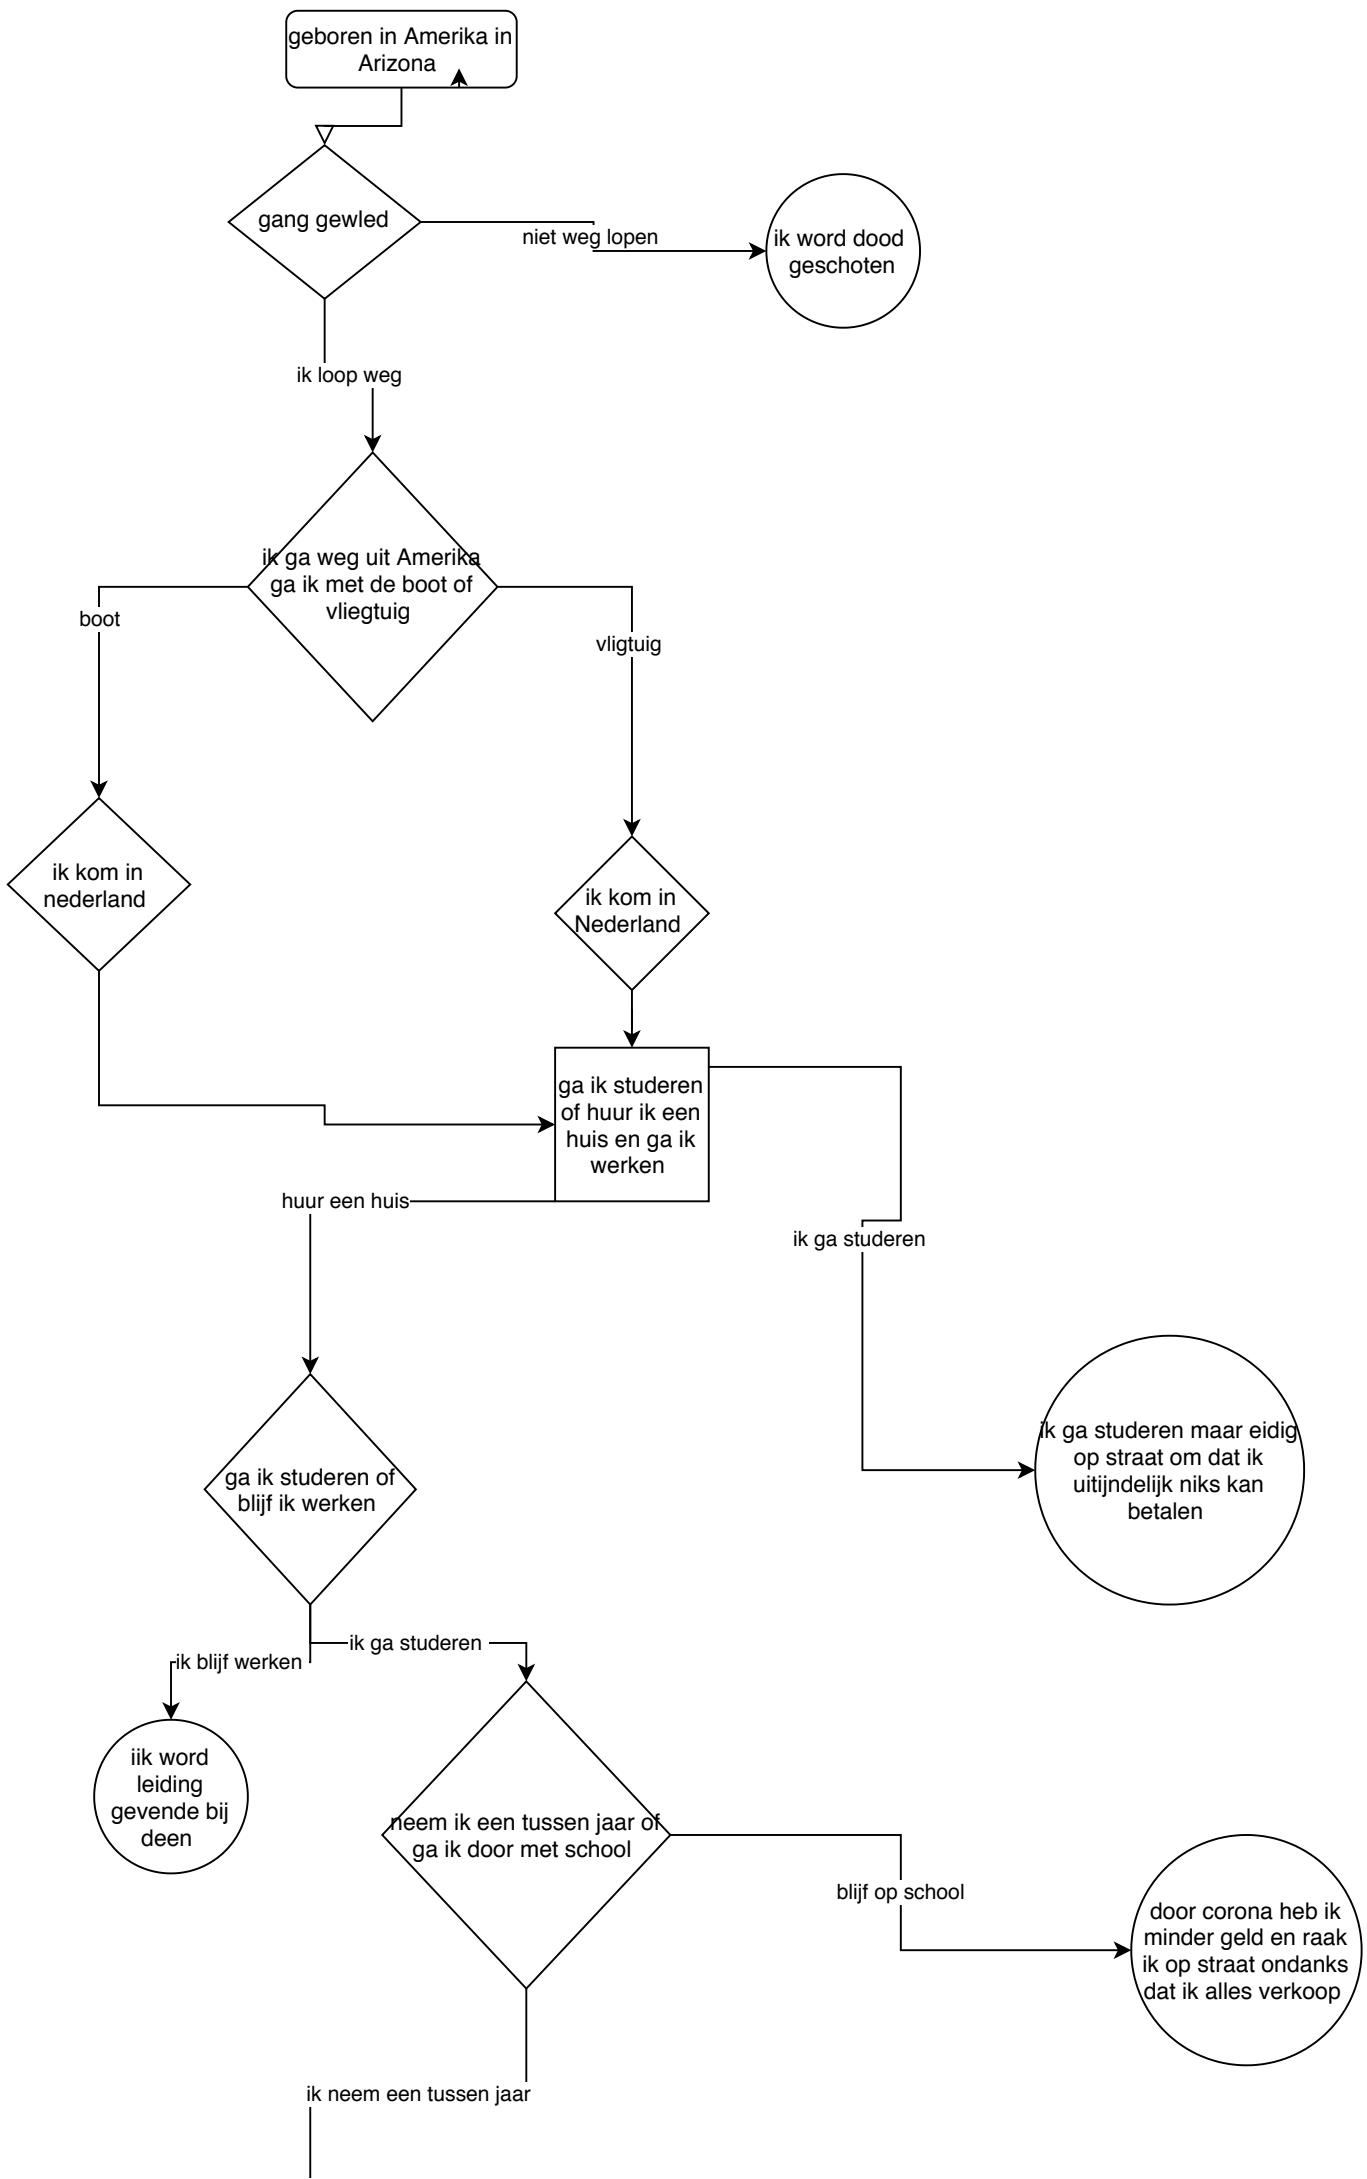 geboren in Amerika in
Arizona
gang gewled
niet weg lopen
ik word dood
geschoten
ik loop weg
ik ga weg uit Amerika
ga ik met de boot of
vliegtuig
boot
vligtuig
ik kom in
nederland
ik kom in
Nederland
ga ik studeren
of huur ik een
huis en ga ik
werken
huur een huis
ik ga studeren
ik ga studeren maar eidig
op straat om dat ik
uitijndelijk niks kan
betalen
ga ik studeren of
blijf ik werken
ik ga studeren
ik blijf werken
iik word
leiding
gevende bij
deen
neem ik een tussen jaar of
ga ik door met school
blijf op school
door corona heb ik
minder geld en raak
ik op straat ondanks
dat ik alles verkoop
ik neem een tussen jaar